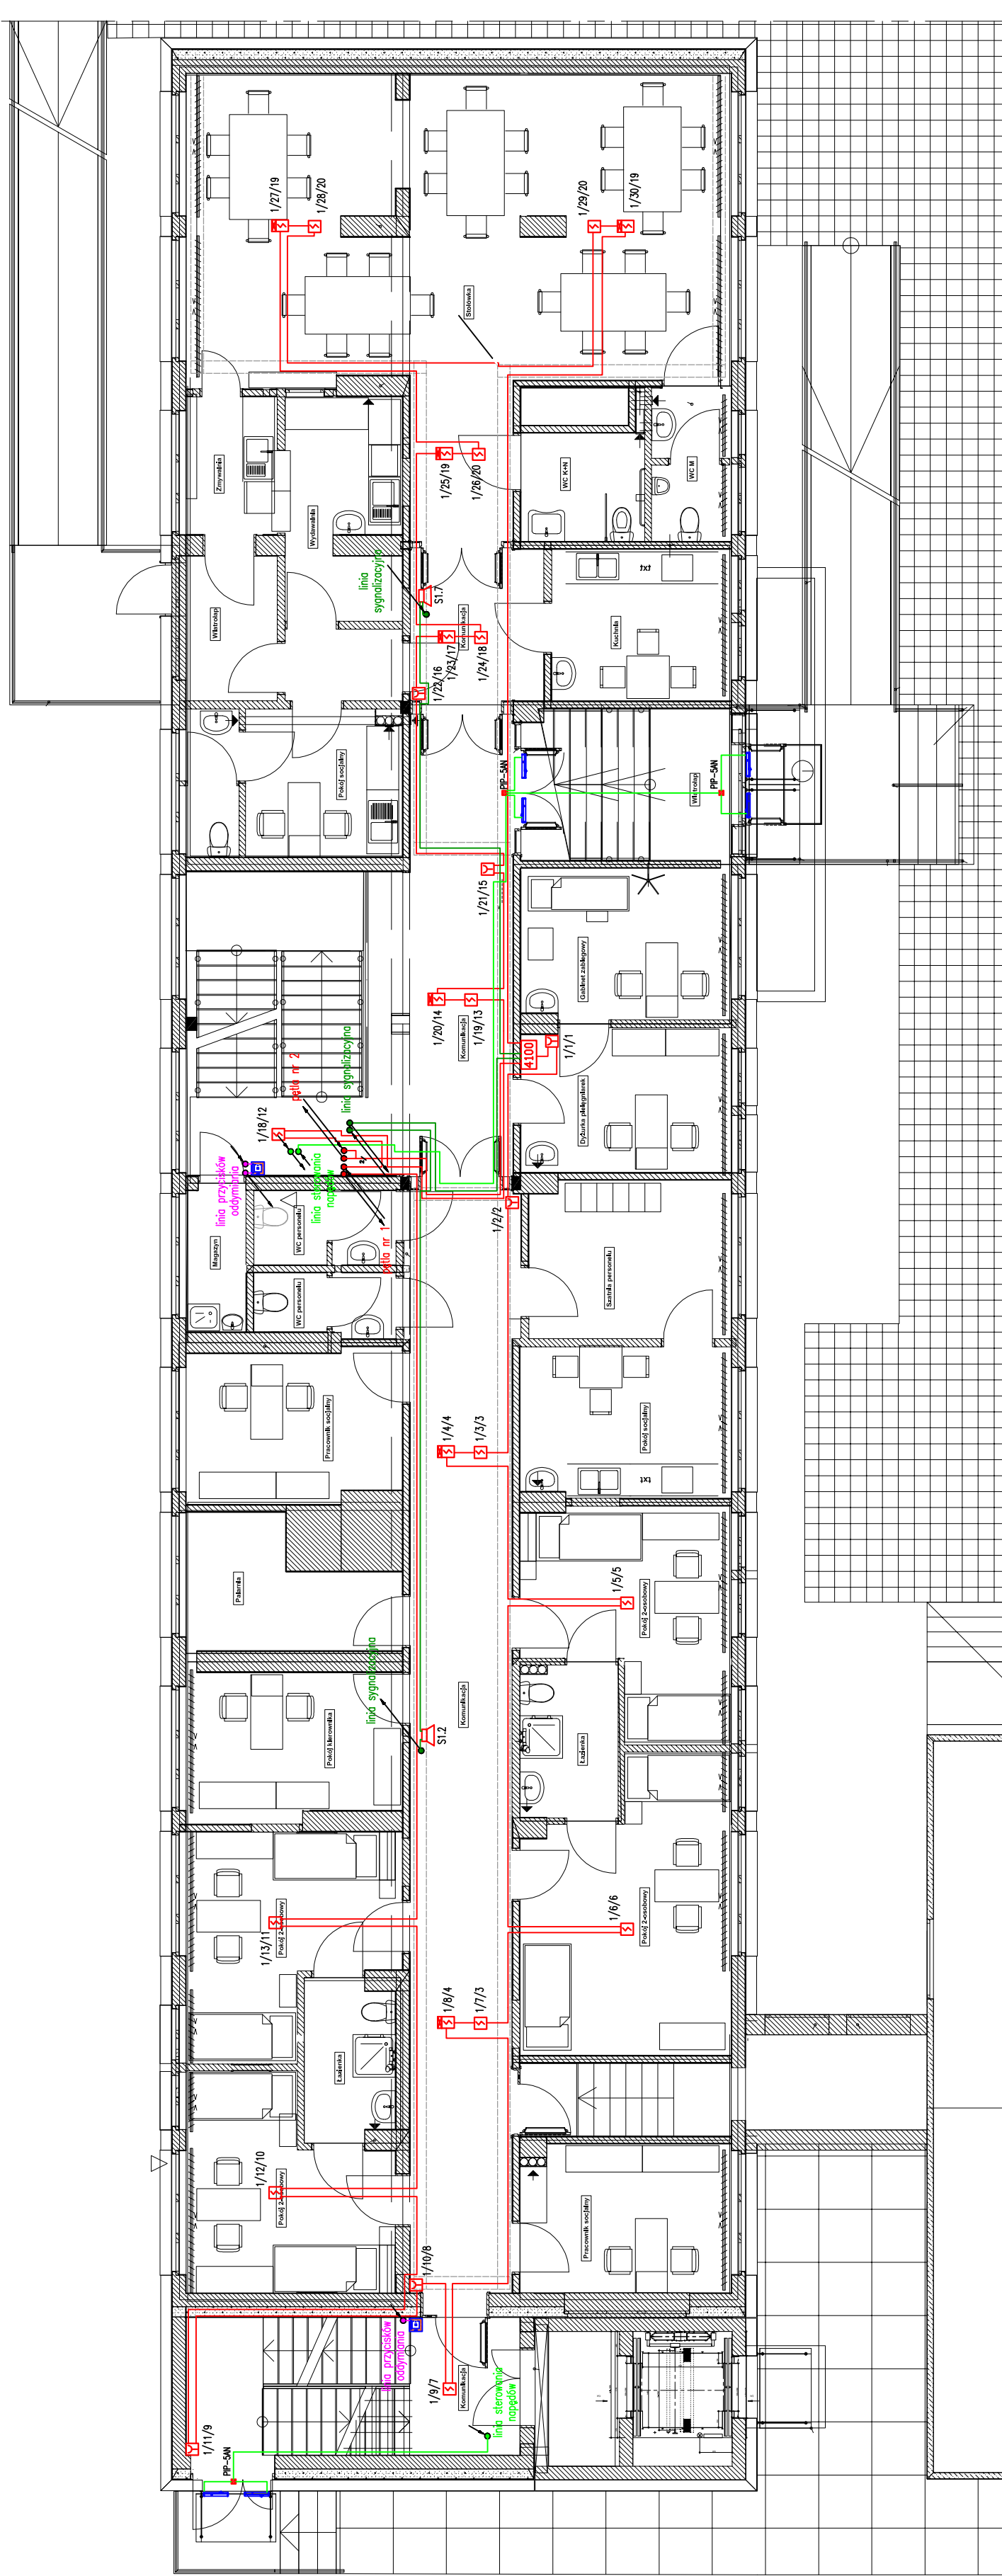 1/27/19
1/28/20
1/29/20
1/30/19
Stołówka
Zmywalnia
Wydawalnia
1/25/19
1/26/20
WC K+N
WC M
linia
sygnalizacyjna
S1.7
txt
Wiatrołap
Komunikacja
Kuchnia
1/22/16
1/23/17
1/24/18
Pokój socjalny
PIP-5AN
Wiatrołap
PIP-5AN
1/21/15
Gabinet zabiegowy
1/20/14
1/19/13
Komunikacja
4100
1/1/1
Dyżurka pielęgniarek
pętla nr 2
linia sygnalizacyjna
1/18/12
linia przycisków
oddymiania
linia sterowania
napędów
Magazyn
WC personelu
pętla nr 1
1/2/2
WC personelu
Szatnia personelu
Pracownik socjalny
1/4/4
1/3/3
Pokój socjalny
txt
Palarnia
1/5/5
Pokój 2-osobowy
linia sygnalizacyjna
Pokój kierownika
S1.2
Komunikacja
Łazienka
1/13/11
Pokój 2-osobowy
1/6/6
Pokój 2-osobowy
1/8/4
1/7/3
Łazienka
1/12/10
Pokój 2-osobowy
Pracownik socjalny
1/10/8
linia przycisków
oddymiania
1/9/7
Komunikacja
linia sterowania
napędów
1/11/9
PIP-5AN